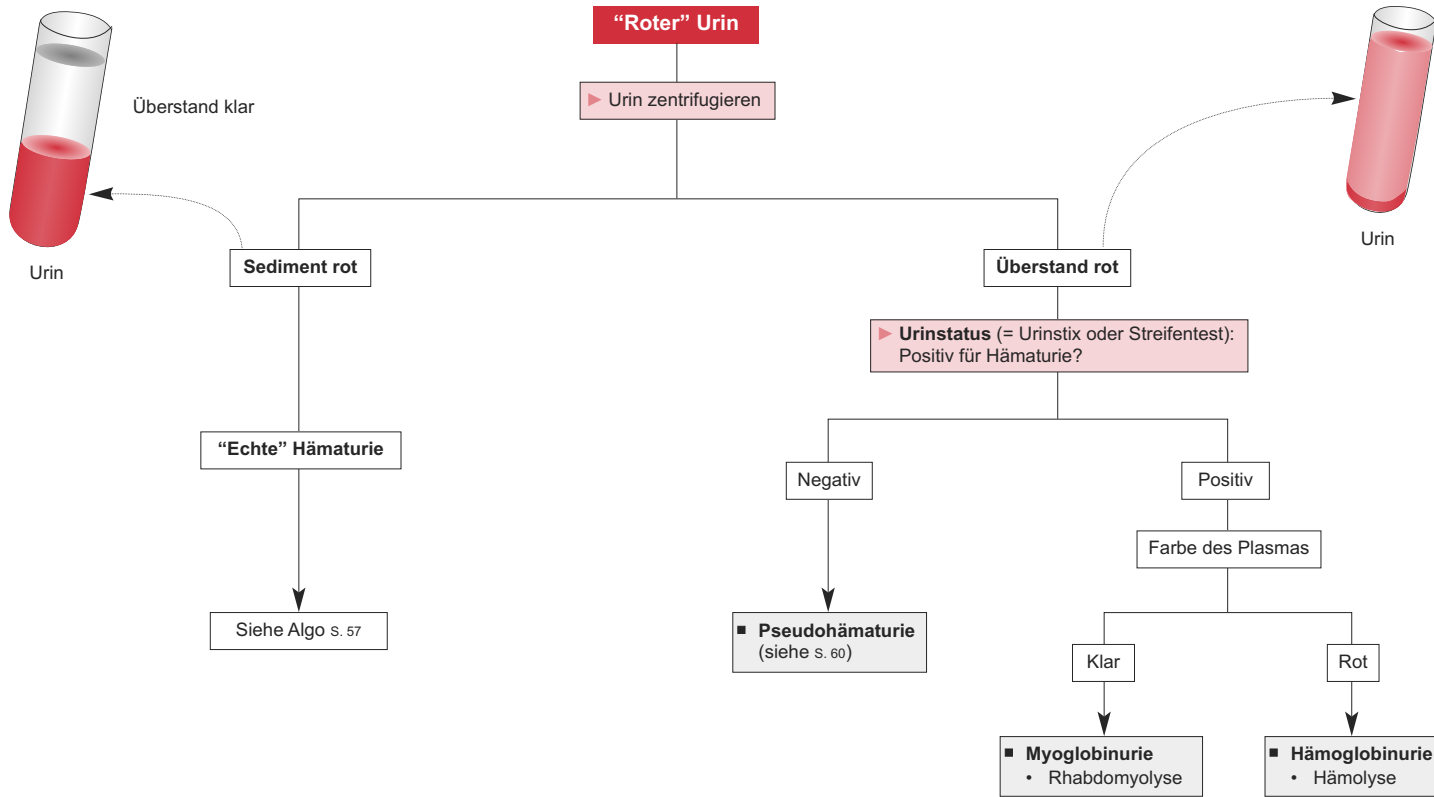 “Roter” Urin
► Urin zentrifugieren
Überstand klar
Urin
Urin
Sediment rot
Überstand rot
► Urinstatus (= Urinstix oder Streifentest):
Positiv für Hämaturie?
“Echte” Hämaturie
Negativ
Positiv
Farbe des Plasmas
Siehe Algo S. 57
■ Pseudohämaturie
(siehe S. 60)
Klar
Rot
■ Myoglobinurie
• Rhabdomyolyse
■ Hämoglobinurie
• Hämolyse